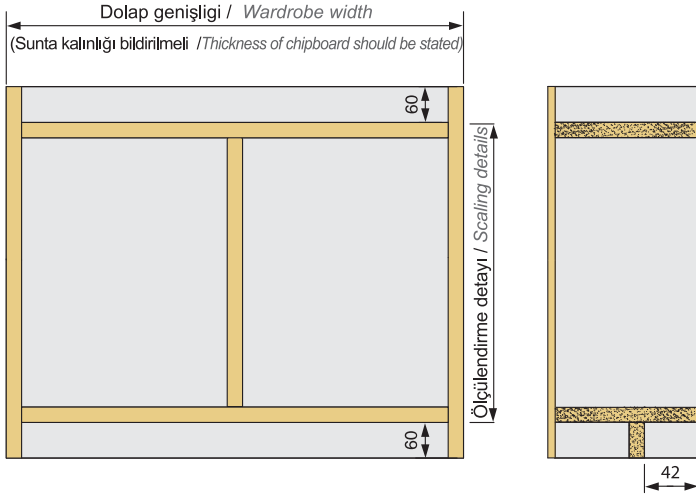 Dolap genişligi / Wardrobe width
(Sunta kalınlığı bildirilmeli /Thickness of chipboard should be stated)
60
Ölçülendirme detayı / Scaling details
60
42